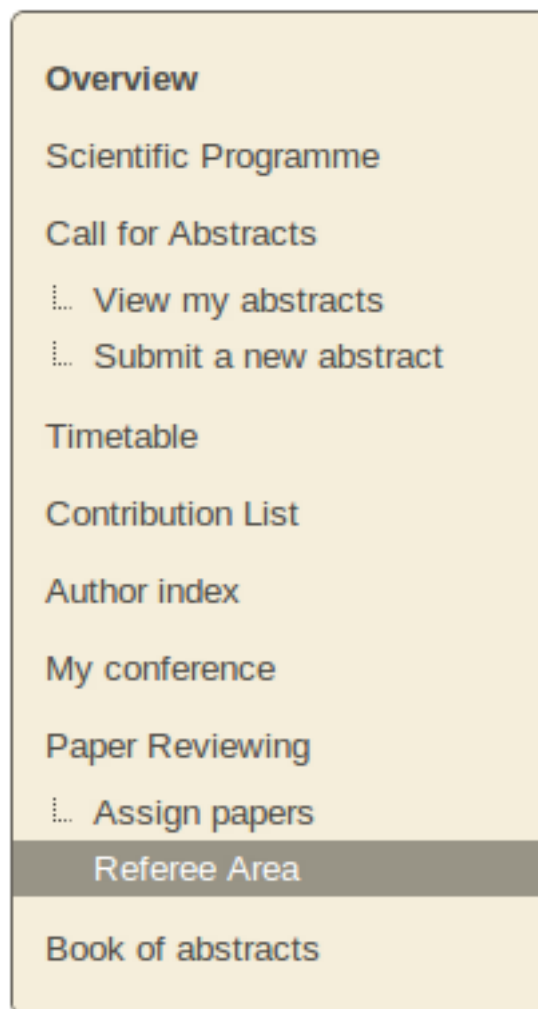 Overview
Scientific Programme
Call for Abstracts
View my abstracts
Submit a new abstract
Timetable
Contribution List
Author index
My conference
Paper Reviewing
Assign papers
Referee Area
Book of abstracts